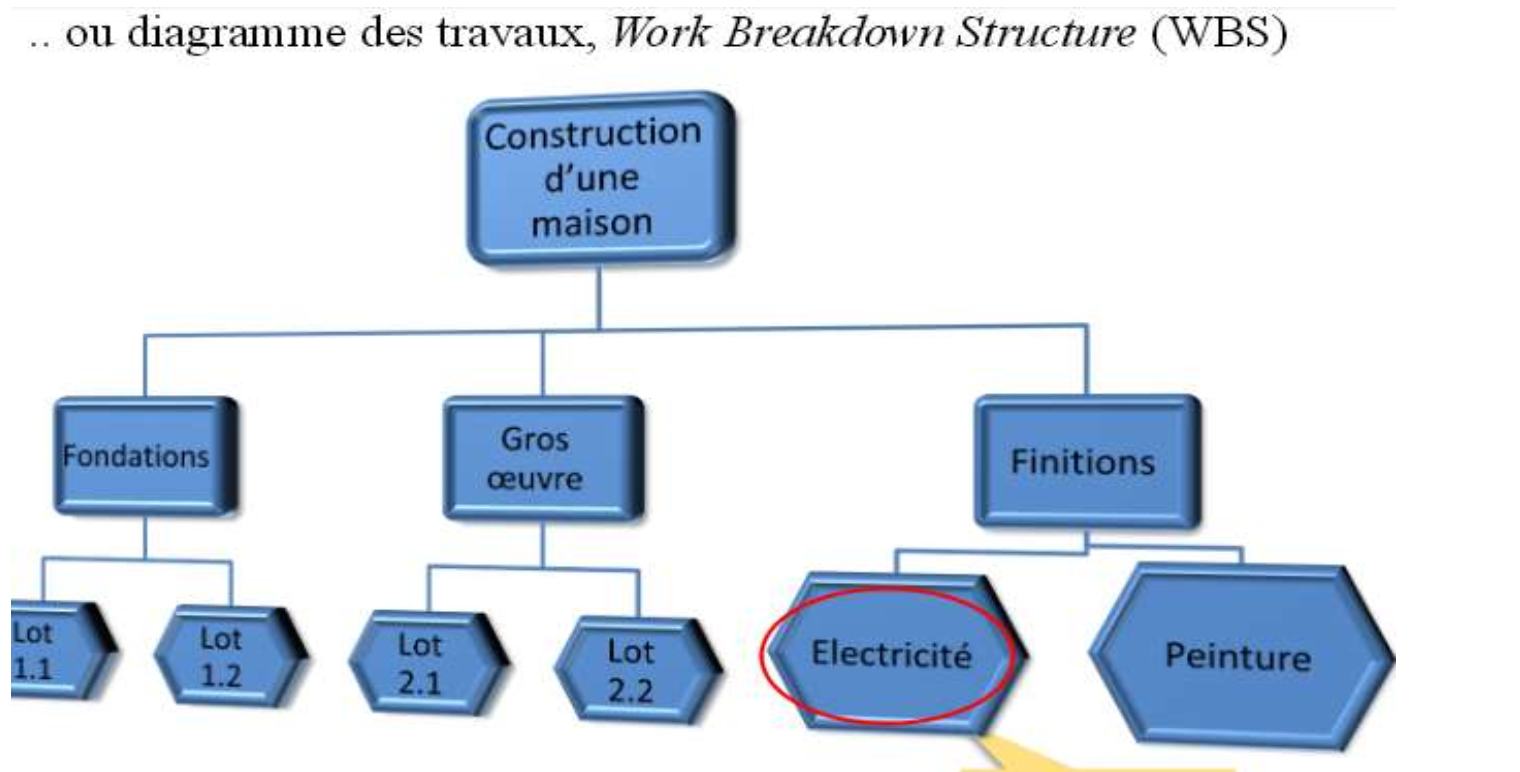 .. ou diagramme des travaux, Work Breakdown Structure (WBS)
Construction
d’une
maison
Fondations
Gros
œuvre
Finitions
Lot
1.1
Lot
1.2
Lot
2.1
Lot
2.2
Electricité
Peinture